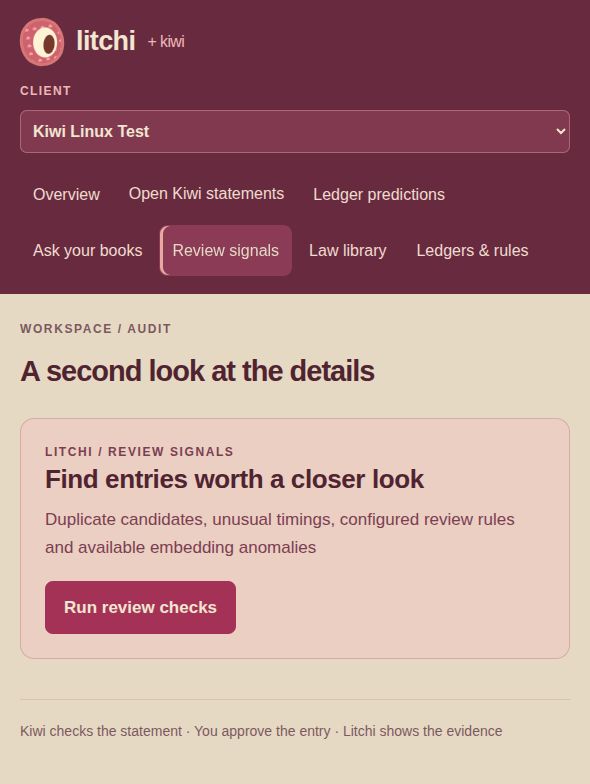 litchi + kiwi
CLIENT
Kiwi Linux Test
Overview Open Kiwi statements Ledger predictions
Ask your books Review signals Law library Ledgers & rules
WORKSPACE / AUDIT
A second look at the details
LITCHI / REVIEW SIGNALS
Find entries worth a closer look
Duplicate candidates, unusual timings, configured review rules
and available embedding anomalies
Run review checks
Kiwi checks the statement · You approve the entry · Litchi shows the evidence